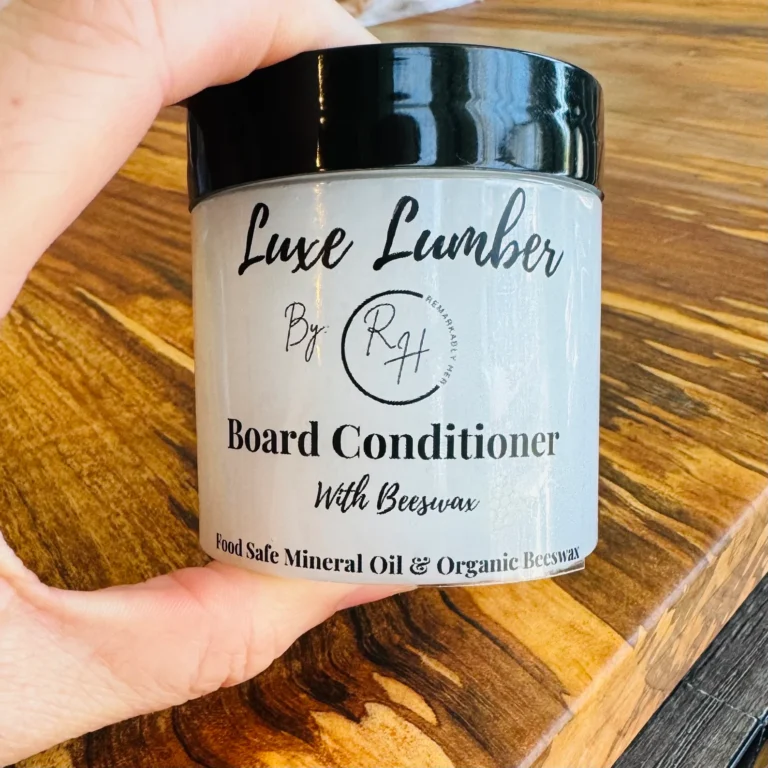 Luxe Lumber
By:
RH
REMARKABLY HER
Board Conditioner
With Beeswax
Food Safe Mineral Oil & Organic Beeswax